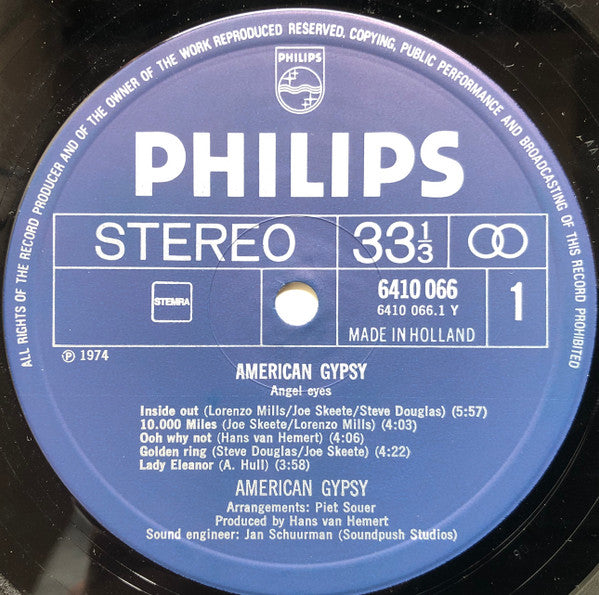 ALL RIGHTS OF THE RECORD PRODUCER AND OF THE OWNER OF THE WORK REPRODUCED RESERVED. COPYING, PUBLIC PERFORMANCE AND BROADCASTING OF THIS RECORD PROHIBITED
PHILIPS
PHILIPS
STEREO 33⅓
STEMRA 6410 066 1
6410 066.1 Y
MADE IN HOLLAND
Ⓟ 1974
AMERICAN GYPSY
Angel eyes
Inside out (Lorenzo Mills/Joe Skeete/Steve Douglas) (5:57)
10.000 Miles (Joe Skeete/Lorenzo Mills) (4:03)
Ooh why not (Hans van Hemert) (4:06)
Golden ring (Steve Douglas/Joe Skeete) (4:22)
Lady Eleanor (A. Hull) (3:58)
AMERICAN GYPSY
Arrangements: Piet Souer
Produced by Hans van Hemert
Sound engineer: Jan Schuurman (Soundpush Studios)